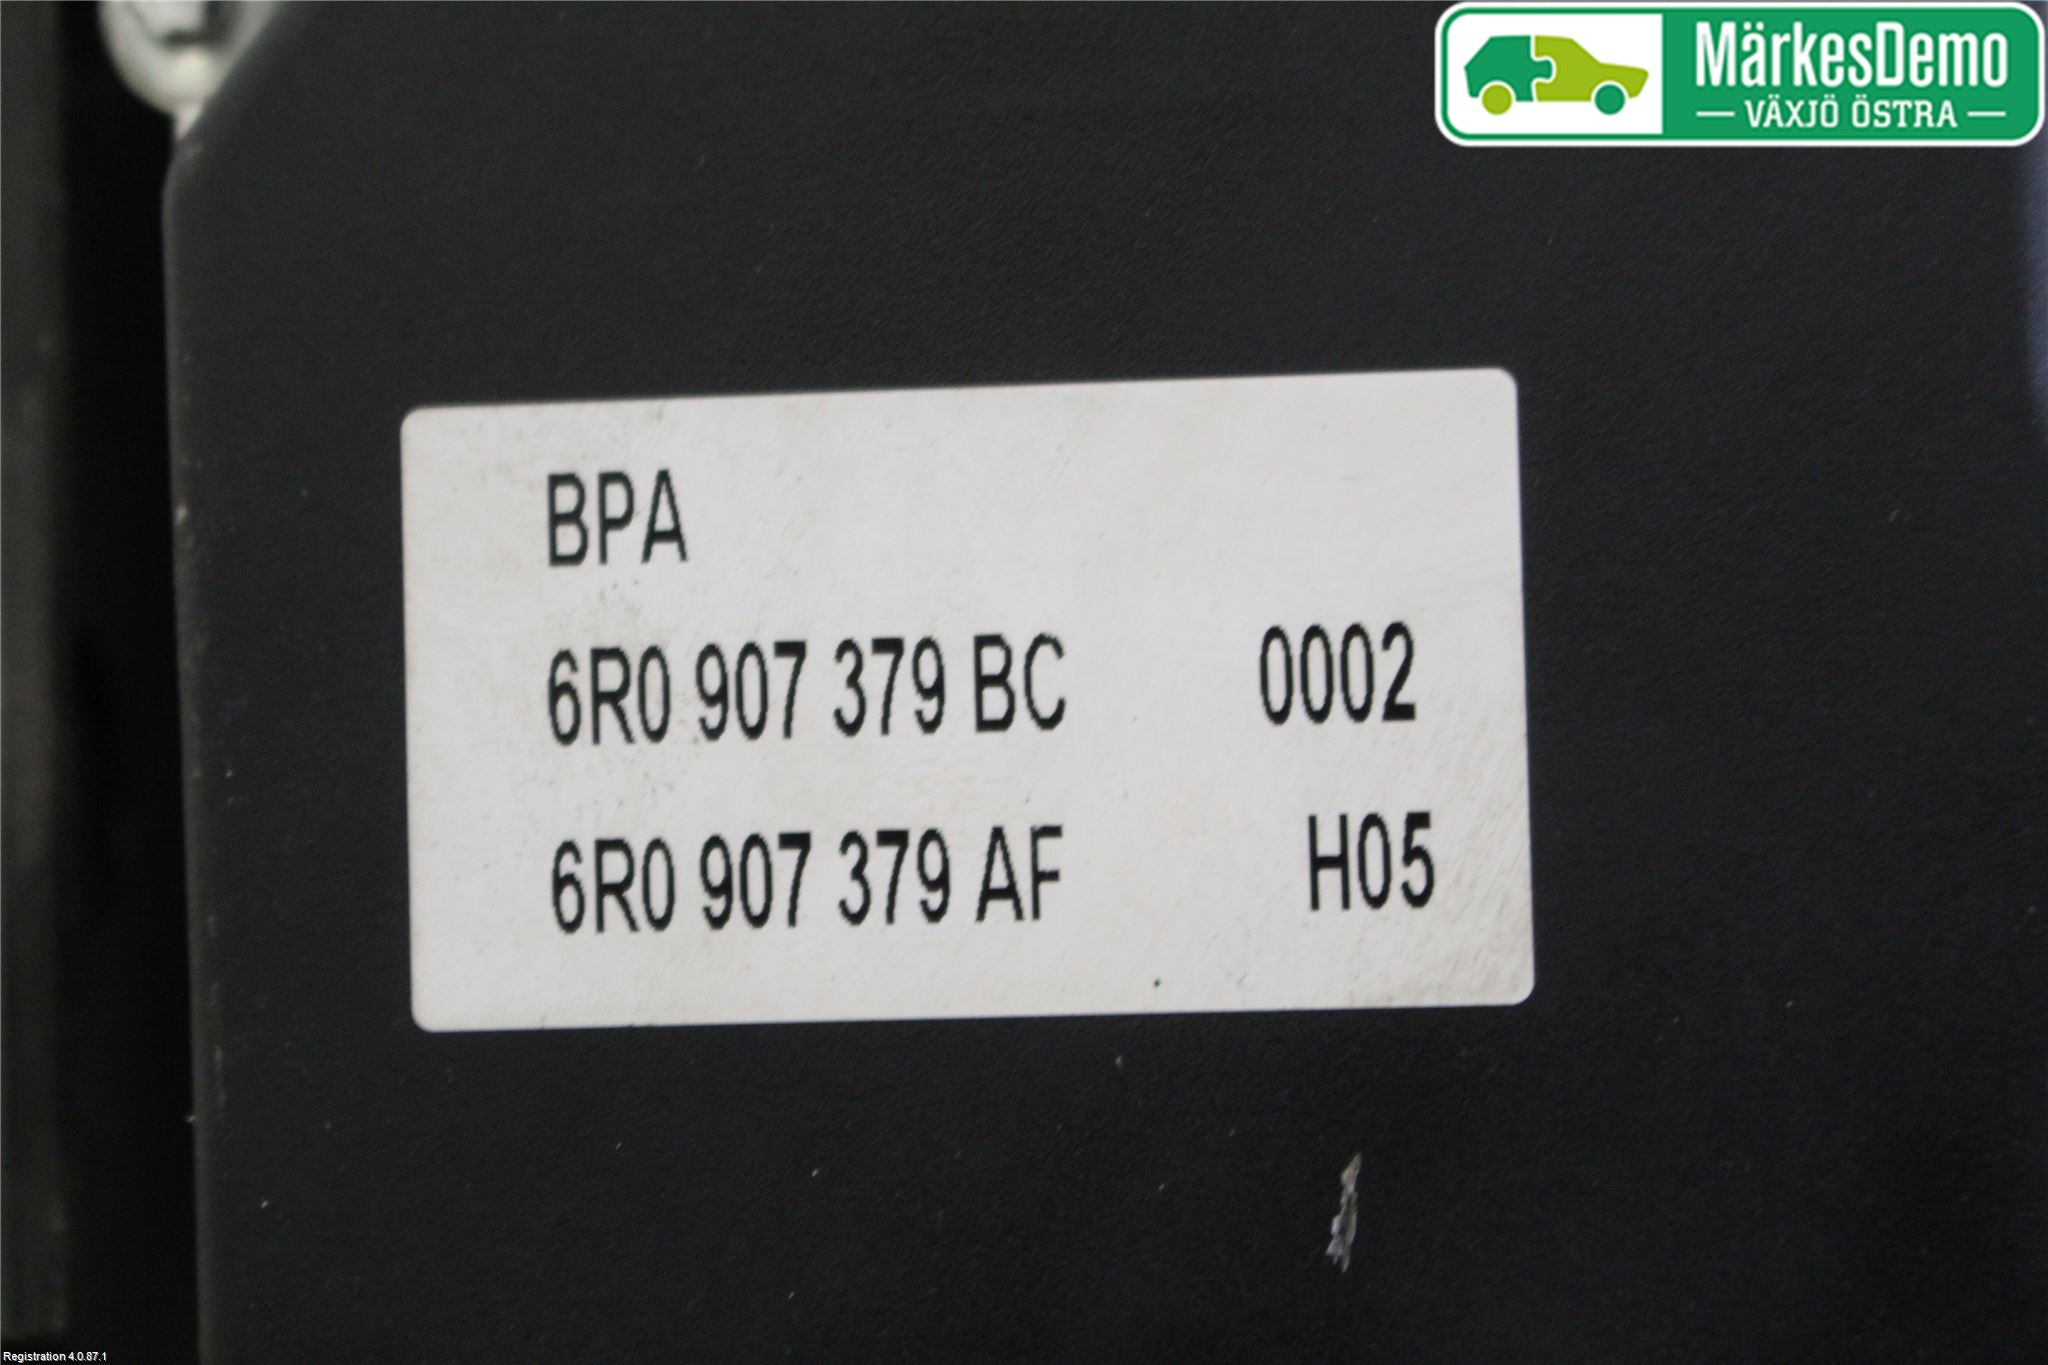 MärkesDemo
VÄXJÖ ÖSTRA
BPA
6R0 907 379 BC 0002
6R0 907 379 AF H05
Registration 4.0.87.1